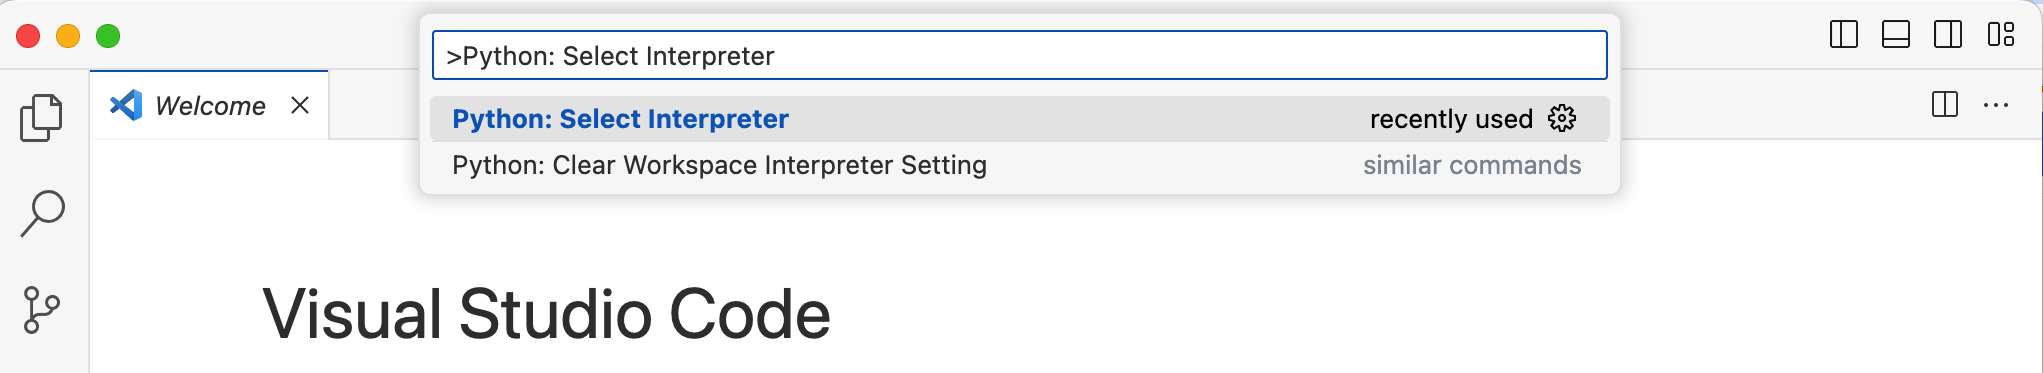 >Python: Select Interpreter
Welcome
Python: Select Interpreter recently used
Python: Clear Workspace Interpreter Setting similar commands
Visual Studio Code